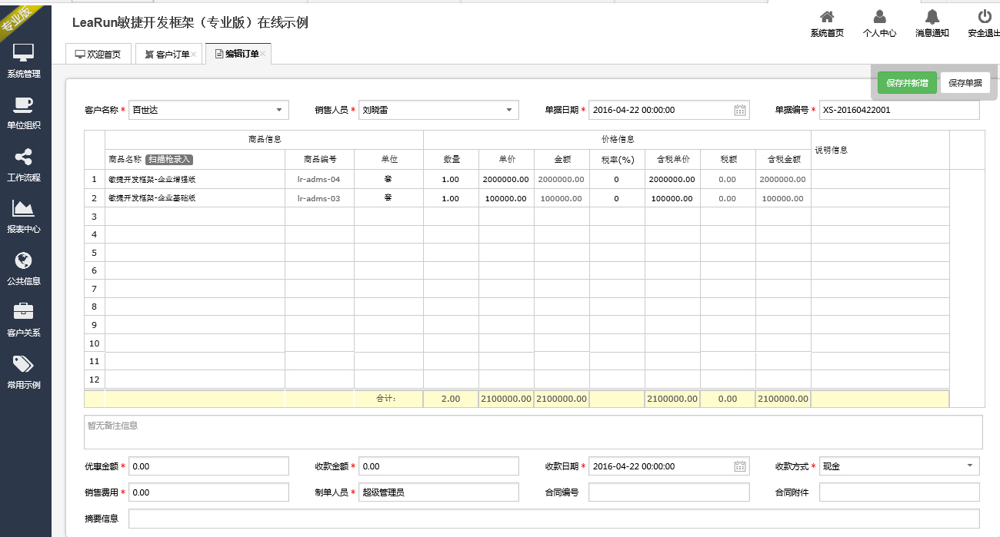 专业版
LeaRun敏捷开发框架（专业版）在线示例
系统首页 个人中心 消息通知 安全退出
欢迎首页 客户订单× 编辑订单×
系统管理
单位组织
工作流程
报表中心
公共信息
客户关系
常用示例
保存并新增 保存单据
客户名称 * 百世达 销售人员 * 刘晓雷 单据日期 * 2016-04-22 00:00:00 单据编号 * XS-20160422001
商品信息 价格信息 说明信息
商品名称 扫描枪录入 商品编号 单位 数量 单价 金额 税率(%) 含税单价 税额 含税金额
1 敏捷开发框架-企业增强版 lr-adms-04 套 1.00 2000000.00 2000000.00 0 2000000.00 0.00 2000000.00
2 敏捷开发框架-企业基础版 lr-adms-03 套 1.00 100000.00 100000.00 0 100000.00 0.00 100000.00
3
4
5
6
7
8
9
10
11
12
合计: 2.00 2100000.00 2100000.00 2100000.00 0.00 2100000.00
暂无备注信息
优惠金额 * 0.00 收款金额 * 0.00 收款日期 * 2016-04-22 00:00:00 收款方式 * 现金
销售费用 * 0.00 制单人员 * 超级管理员 合同编号 合同附件
摘要信息